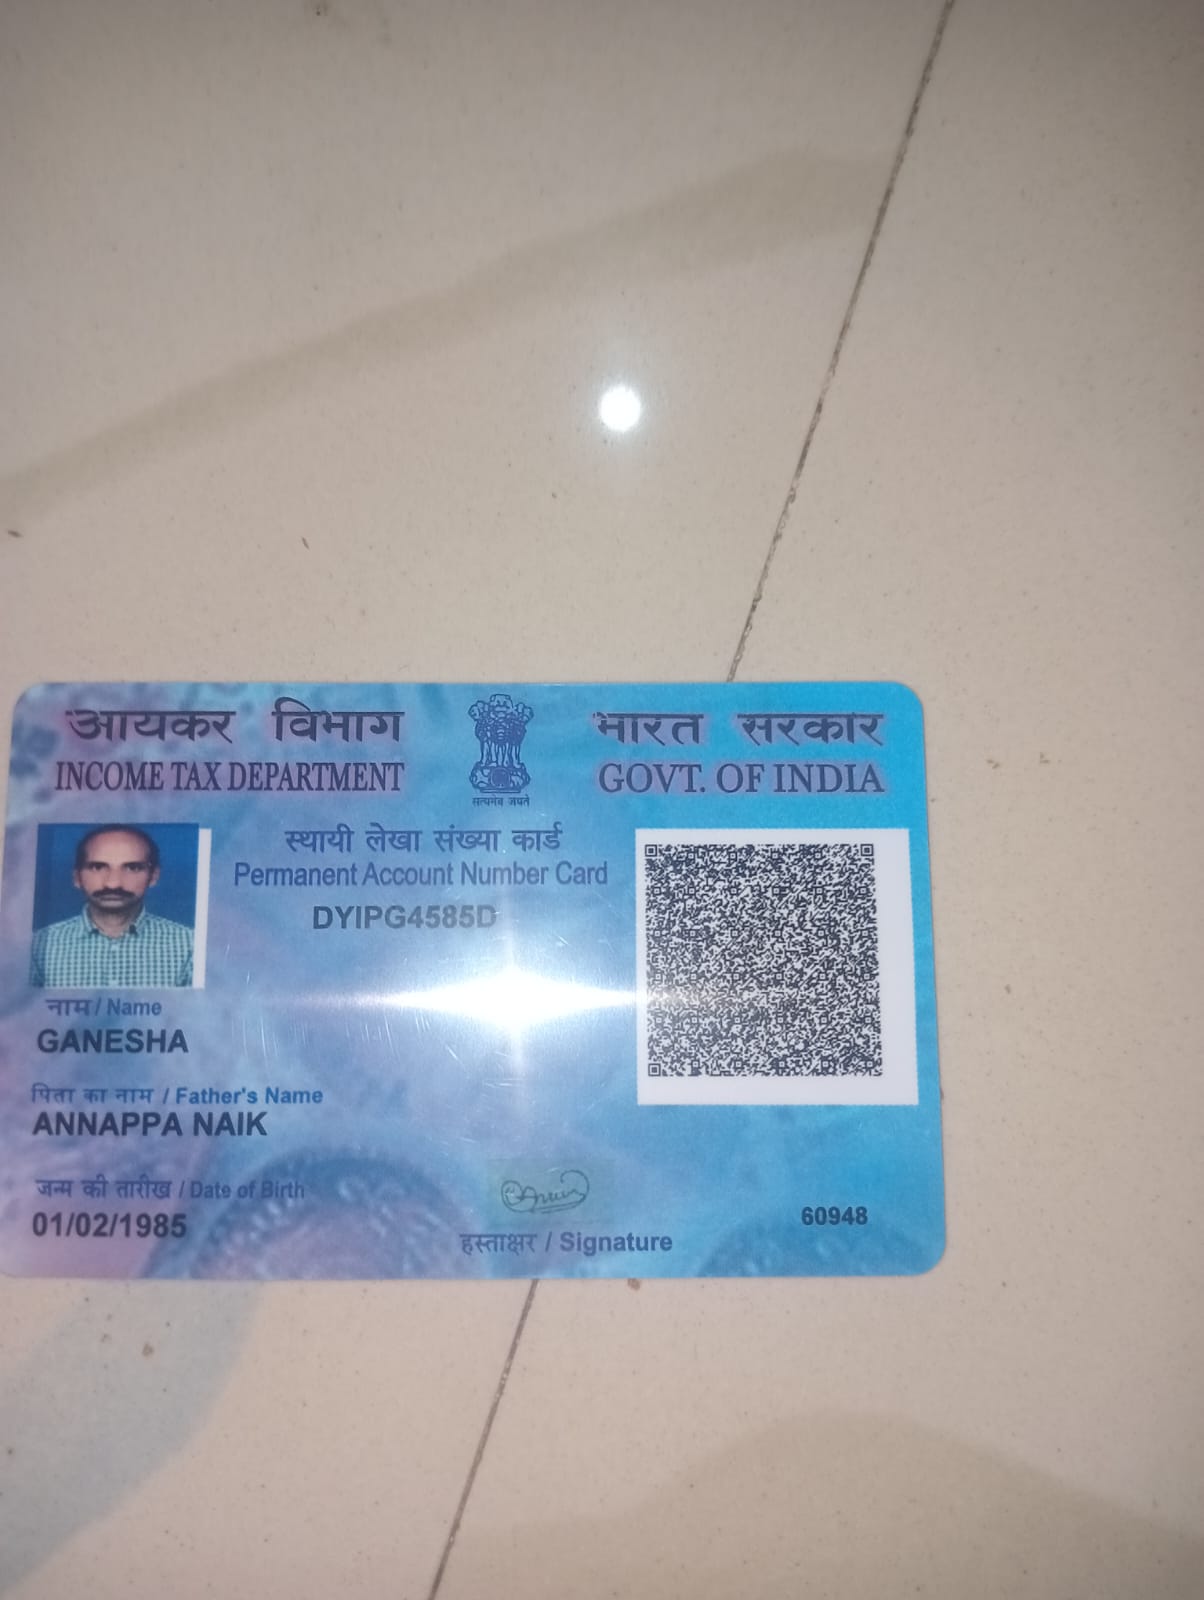 आयकर विभाग
INCOME TAX DEPARTMENT
सत्यमेव जयते
भारत सरकार
GOVT. OF INDIA
स्थायी लेखा संख्या कार्ड
Permanent Account Number Card
DYIPG4585D
नाम / Name
GANESHA
पिता का नाम / Father's Name
ANNAPPA NAIK
जन्म की तारीख / Date of Birth
01/02/1985
हस्ताक्षर / Signature
60948